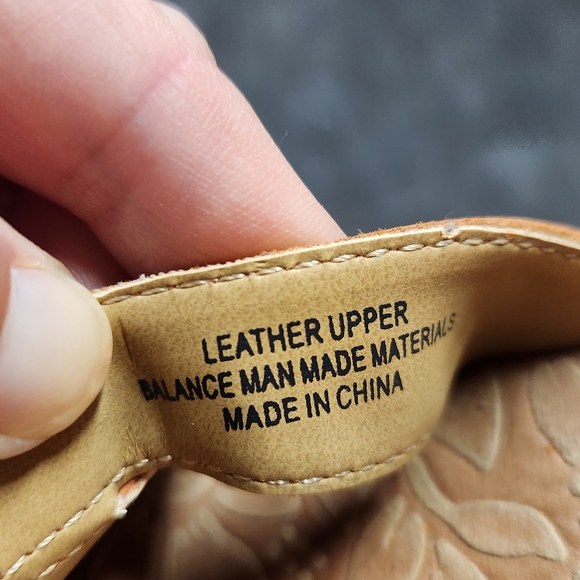 LEATHER UPPER
BALANCE MAN MADE MATERIALS
MADE IN CHINA